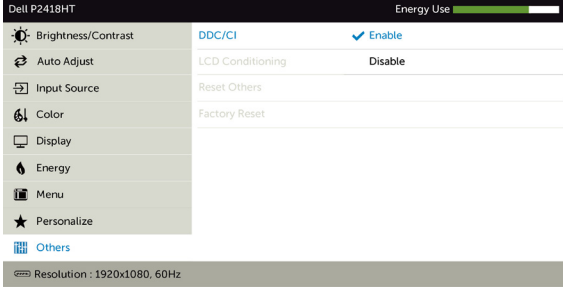 Dell P2418HT Energy Use
Brightness/Contrast DDC/CI Enable
Auto Adjust LCD Conditioning Disable
Input Source Reset Others
Color Factory Reset
Display
Energy
Menu
Personalize
Others
Resolution : 1920x1080, 60Hz